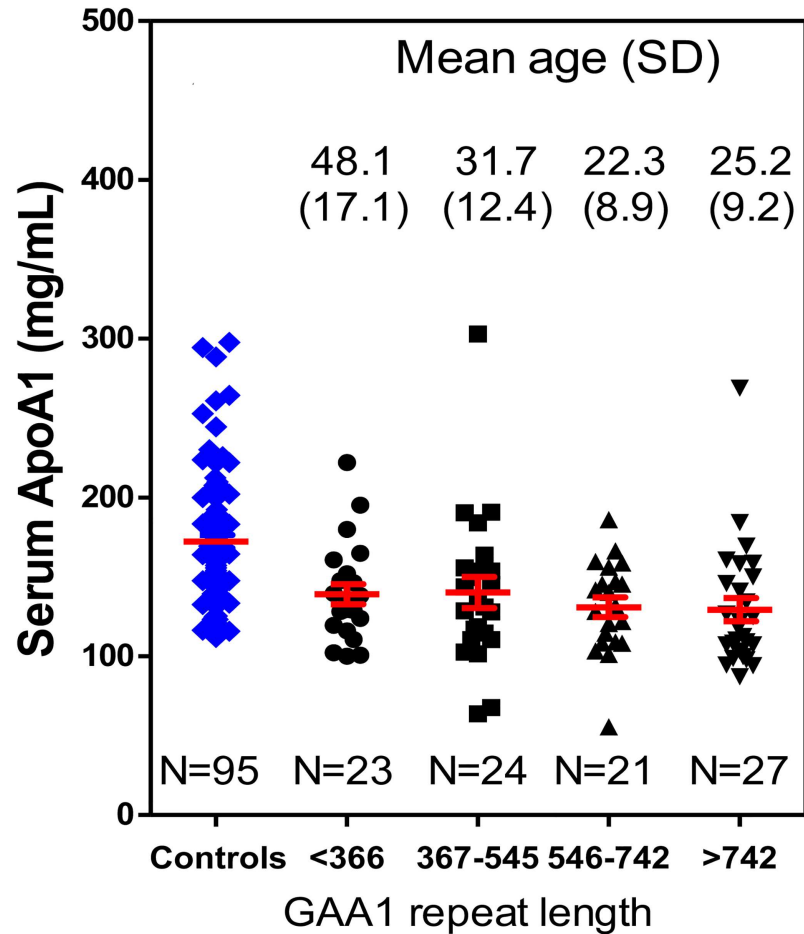 500
Mean age (SD)
48.1 31.7 22.3 25.2
400
(17.1) (12.4) (8.9) (9.2)
Serum ApoA1 (mg/mL)
300
200
100
N=95 N=23 N=24 N=21 N=27
0
Controls <366 367-545 546-742 >742
GAA1 repeat length